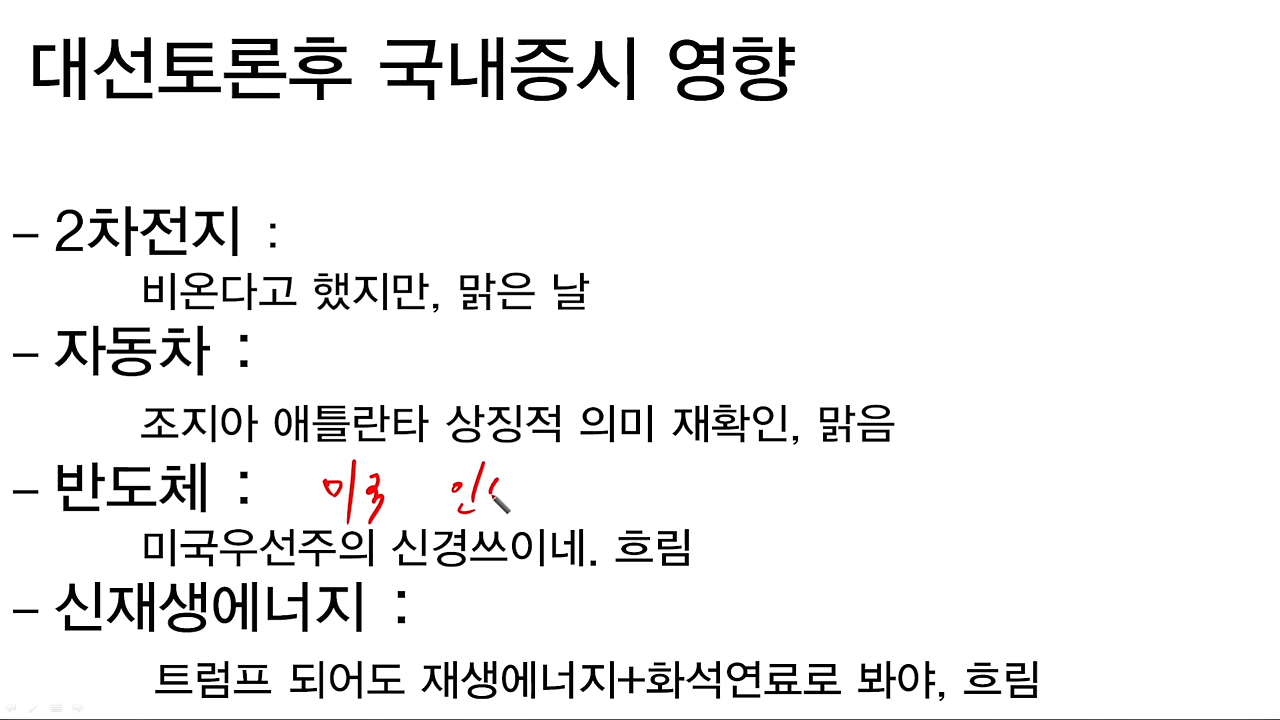 대선토론후 국내증시 영향
- 2차전지 :
비온다고 했지만, 맑은 날
- 자동차 :
조지아 애틀란타 상징적 의미 재확인, 맑음
- 반도체 : 미국
미국우선주의 신경쓰이네. 흐림
- 신재생에너지 :
트럼프 되어도 재생에너지+화석연료로 봐야, 흐림